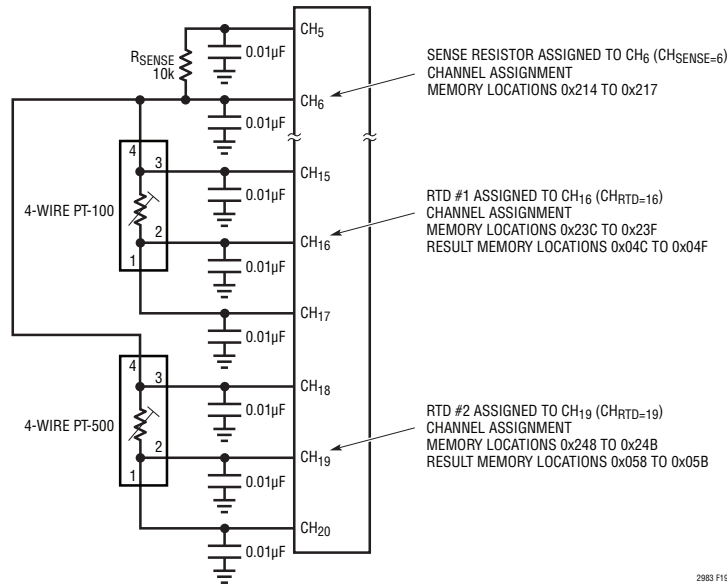 CH5
0.01µF
RSENSE
10k
SENSE RESISTOR ASSIGNED TO CH6 (CHSENSE=6)
CHANNEL ASSIGNMENT
MEMORY LOCATIONS 0x214 TO 0x217
CH6
0.01µF
4
3
CH15
0.01µF
4-WIRE PT-100
RTD #1 ASSIGNED TO CH16 (CHRTD=16)
CHANNEL ASSIGNMENT
MEMORY LOCATIONS 0x23C TO 0x23F
RESULT MEMORY LOCATIONS 0x04C TO 0x04F
2
CH16
1
0.01µF
CH17
0.01µF
4
3
CH18
0.01µF
4-WIRE PT-500
RTD #2 ASSIGNED TO CH19 (CHRTD=19)
CHANNEL ASSIGNMENT
MEMORY LOCATIONS 0x248 TO 0x24B
RESULT MEMORY LOCATIONS 0x058 TO 0x05B
2
CH19
1
0.01µF
CH20
0.01µF
2983 F19